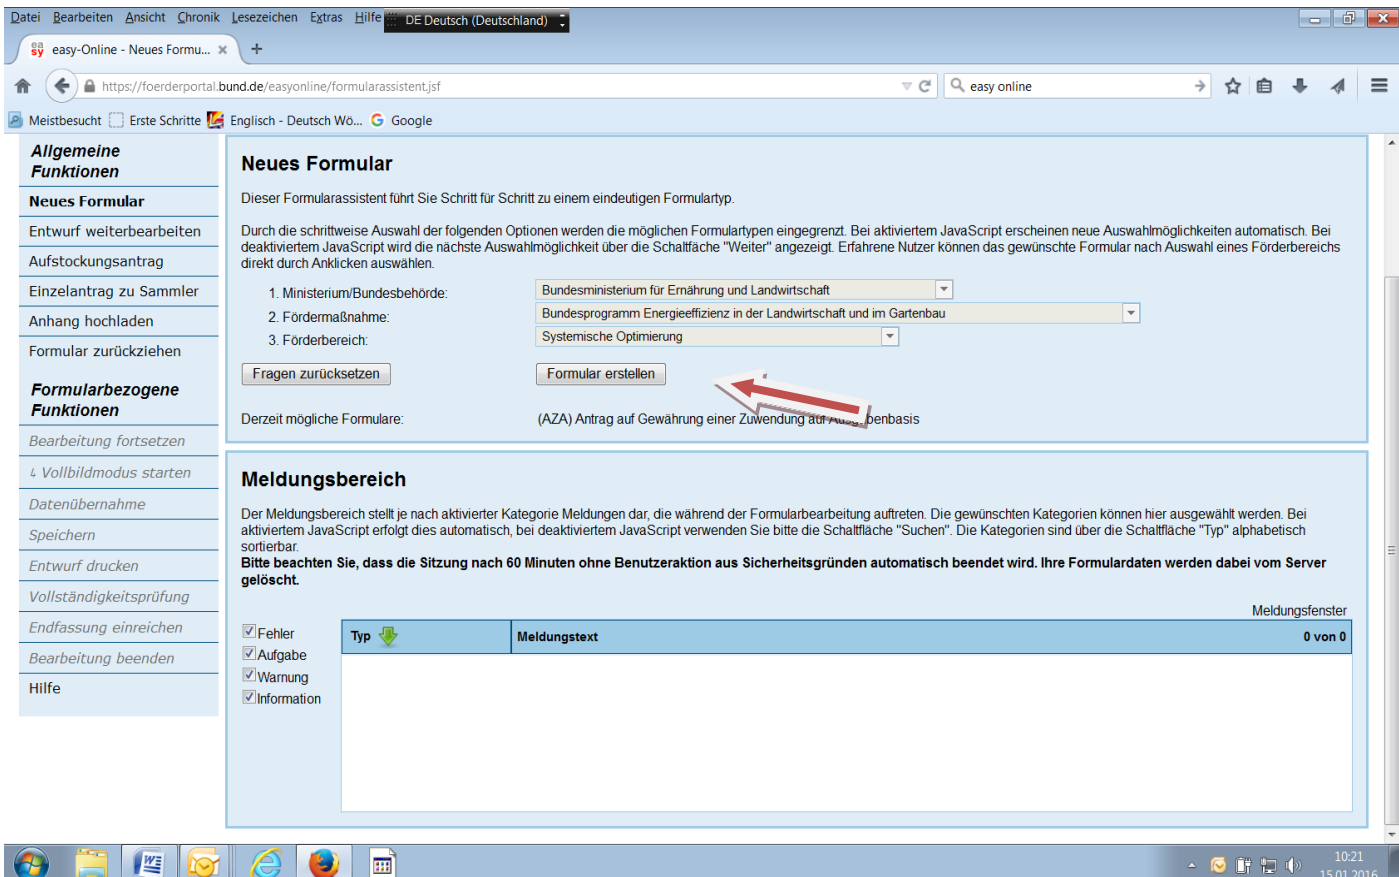 Datei Bearbeiten Ansicht Chronik Lesezeichen Extras Hilfe
DE Deutsch (Deutschland)
easy easy-Online - Neues Formu...
https://foerderportal.bund.de/easyonline/formularassistent.jsf
easy online
Meistbesucht Erste Schritte Englisch - Deutsch Wö... Google
Allgemeine
Funktionen
Neues Formular
Entwurf weiterbearbeiten
Aufstockungsantrag
Einzelantrag zu Sammler
Anhang hochladen
Formular zurückziehen
Formularbezogene
Funktionen
Bearbeitung fortsetzen
↳ Vollbildmodus starten
Datenübernahme
Speichern
Entwurf drucken
Vollständigkeitsprüfung
Endfassung einreichen
Bearbeitung beenden
Hilfe
Neues Formular
Dieser Formularassistent führt Sie Schritt für Schritt zu einem eindeutigen Formulartyp.
Durch die schrittweise Auswahl der folgenden Optionen werden die möglichen Formulartypen eingegrenzt. Bei aktiviertem JavaScript erscheinen neue Auswahlmöglichkeiten automatisch. Bei
deaktiviertem JavaScript wird die nächste Auswahlmöglichkeit über die Schaltfäche "Weiter" angezeigt. Erfahrene Nutzer können das gewünschte Formular nach Auswahl eines Förderbereichs
direkt durch Anklicken auswählen.
1. Ministerium/Bundesbehörde: Bundesministerium für Ernährung und Landwirtschaft
2. Fördermaßnahme: Bundesprogramm Energieeffizienz in der Landwirtschaft und im Gartenbau
3. Förderbereich: Systemische Optimierung
Fragen zurücksetzen Formular erstellen
Derzeit mögliche Formulare: (AZA) Antrag auf Gewährung einer Zuwendung auf Ausgabenbasis
Meldungsbereich
Der Meldungsbereich stellt je nach aktivierter Kategorie Meldungen dar, die während der Formularbearbeitung auftreten. Die gewünschten Kategorien können hier ausgewählt werden. Bei
aktiviertem JavaScript erfolgt dies automatisch, bei deaktiviertem JavaScript verwenden Sie bitte die Schaltfläche "Suchen". Die Kategorien sind über die Schaltfläche "Typ" alphabetisch
sortierbar.
Bitte beachten Sie, dass die Sitzung nach 60 Minuten ohne Benutzeraktion aus Sicherheitsgründen automatisch beendet wird. Ihre Formulardaten werden dabei vom Server
gelöscht.
Meldungsfenster
Fehler
Aufgabe
Warnung
Information
Typ Meldungstext 0 von 0
10:21
15.01.2016